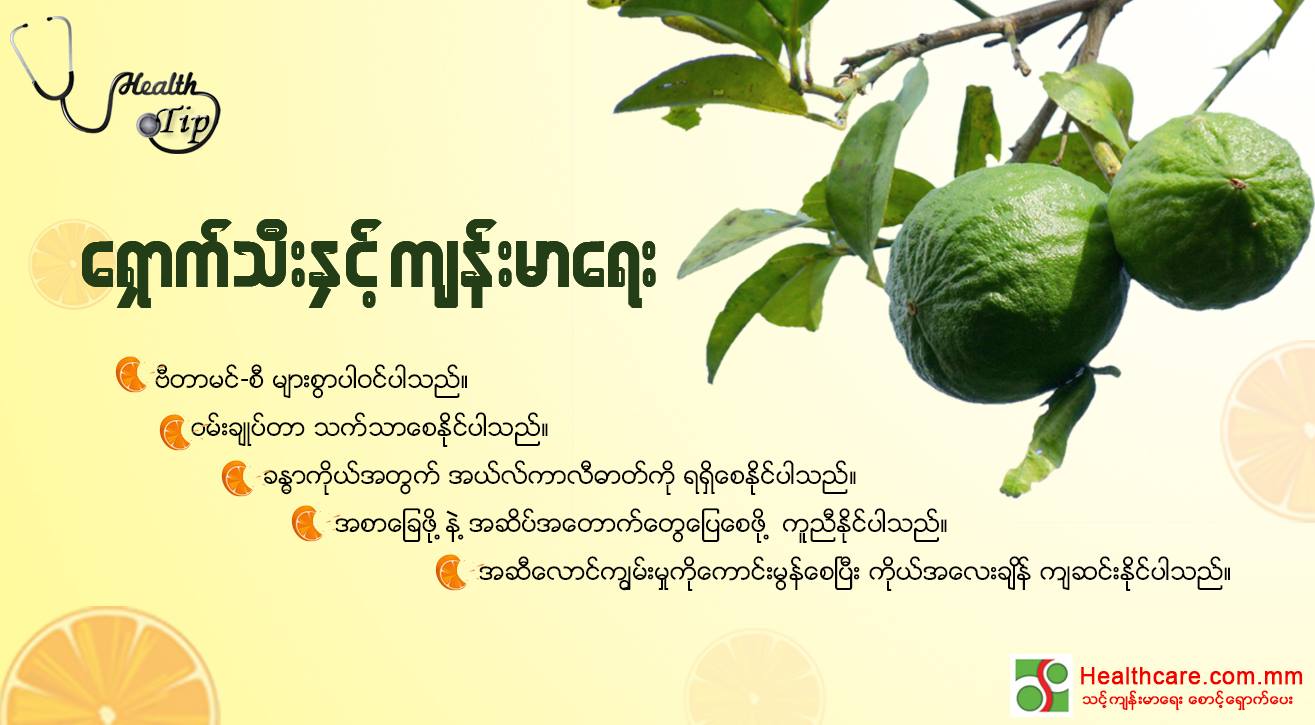 Health
Tip
ရှောက်သီးနှင့် ကျန်းမာရေး
ဗီတာမင်-စီ များစွာပါဝင်ပါသည်။
ဝမ်းချုပ်တာ သက်သာစေနိုင်ပါသည်။
ခန္ဓာကိုယ်အတွက် အယ်လ်ကာလီဓာတ်ကို ရရှိစေနိုင်ပါသည်။
အစာခြေဖို့ နဲ့ အဆိပ်အတောက်တွေပြေစေဖို့ ကူညီနိုင်ပါသည်။
အဆီလောင်ကျွမ်းမှုကိုကောင်းမွန်စေပြီး ကိုယ်အလေးချိန် ကျဆင်းနိုင်ပါသည်။
Healthcare.com.mm
သင့်ကျန်းမာရေး စောင့်ရှောက်ပေး